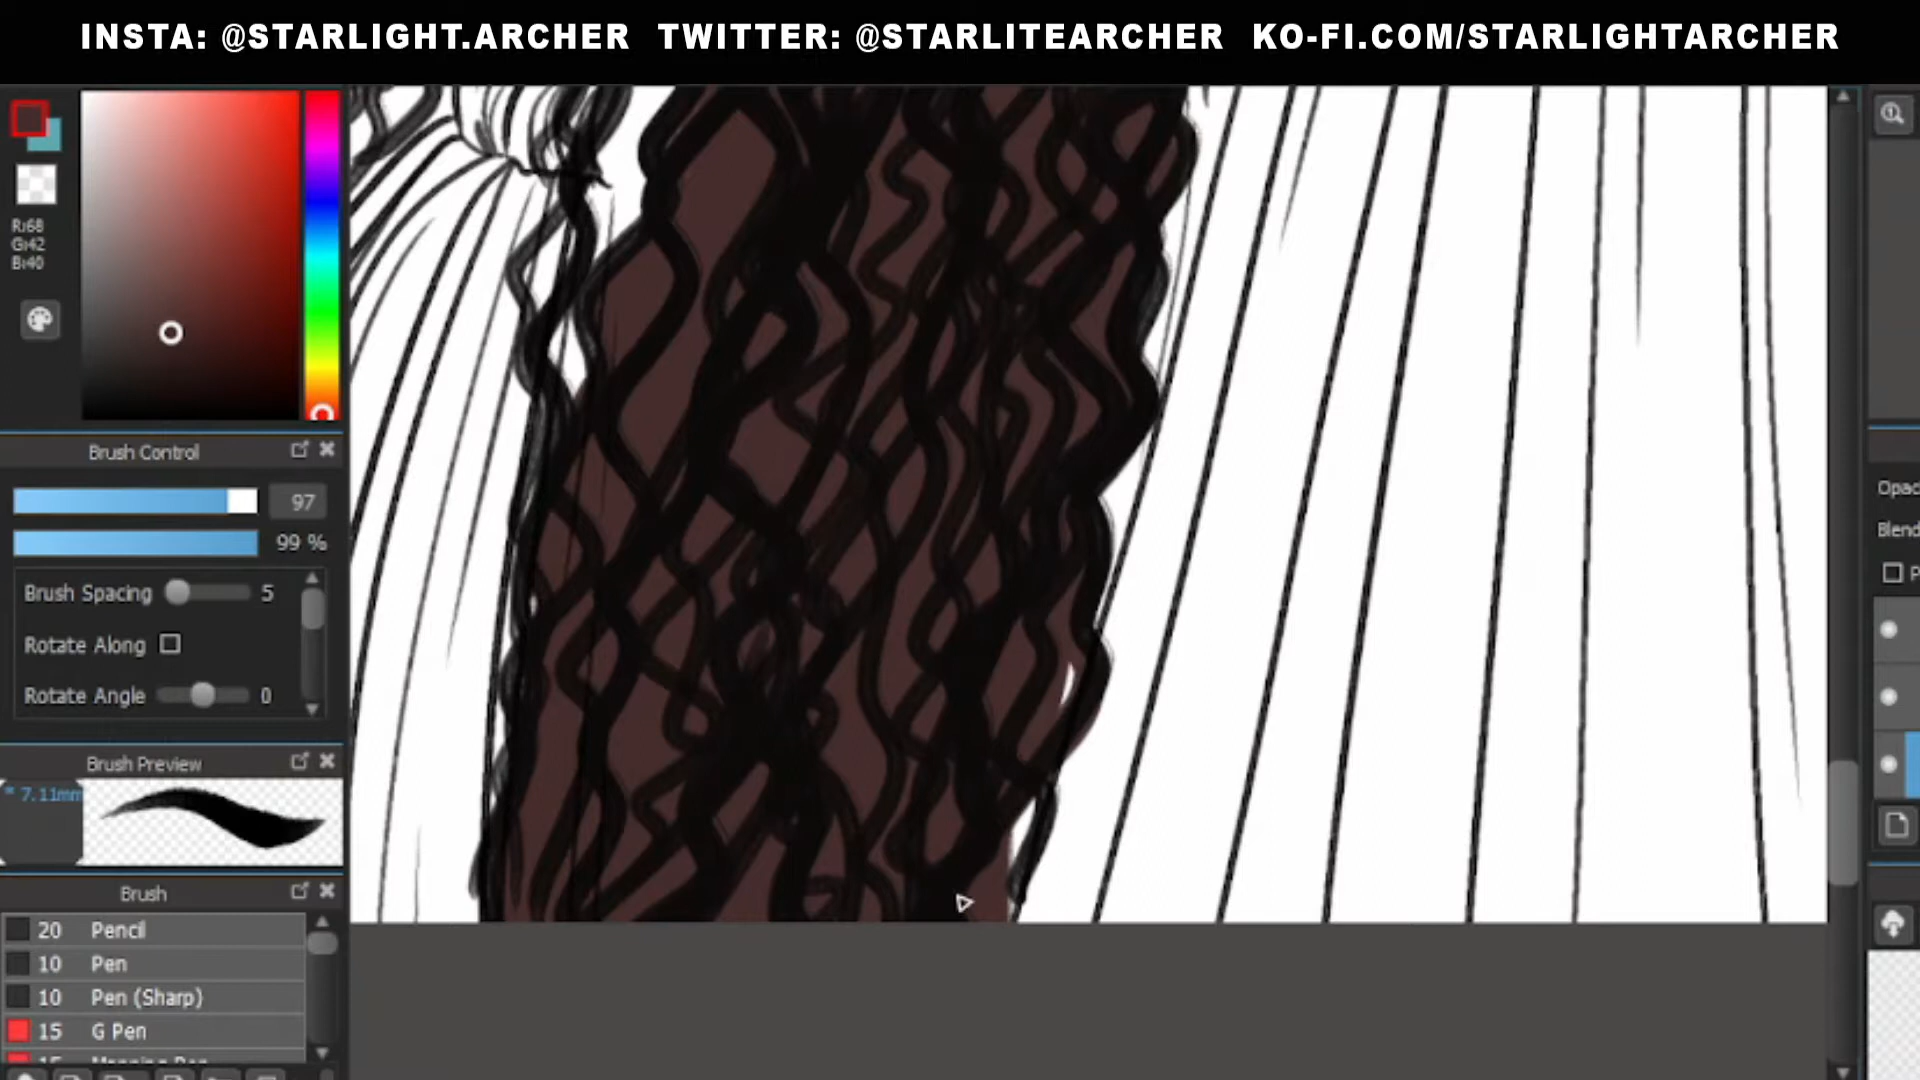 INSTA: @STARLIGHT.ARCHER TWITTER: @STARLITEARCHER KO-FI.COM/STARLIGHTARCHER
R:68
G:42
B:40
Brush Control
97
99 %
Brush Spacing 5
Rotate Along
Rotate Angle 0
Brush Preview
* 7.11mm
Brush
20 Pencil
10 Pen
10 Pen (Sharp)
15 G Pen
Opac
Blend
P